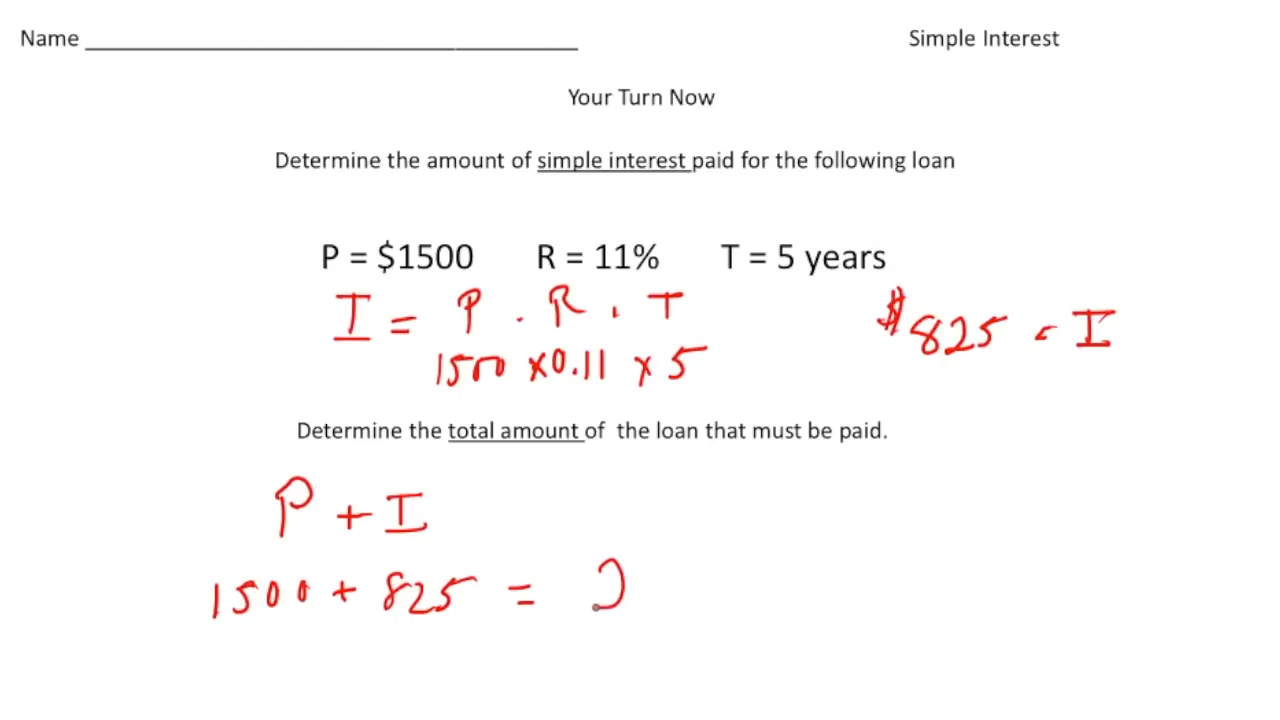 Name ______________________ Simple Interest
Your Turn Now
Determine the amount of simple interest paid for the following loan
P = $1500 R = 11% T = 5 years
I = P . R . T
$825 = I
1500 x 0.11 x 5
Determine the total amount of the loan that must be paid.
P + I
1500 + 825 =